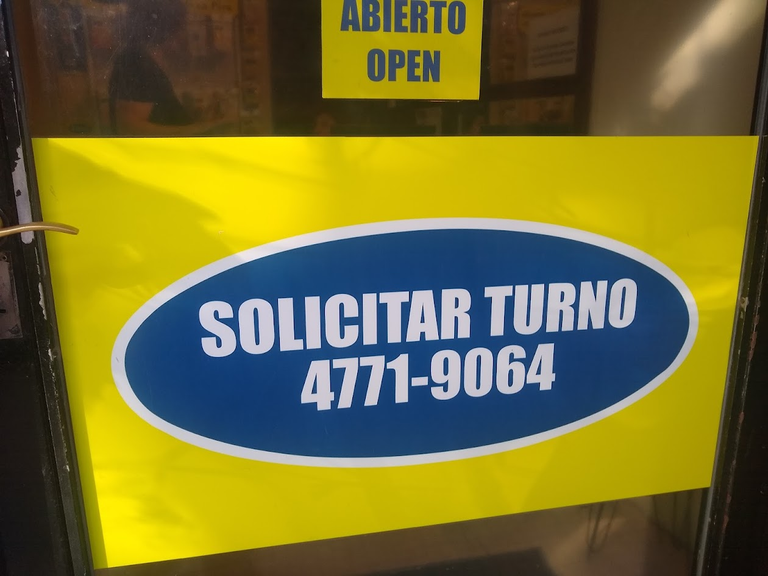 ABIERTO
OPEN
SOLICITAR TURNO
4771-9064